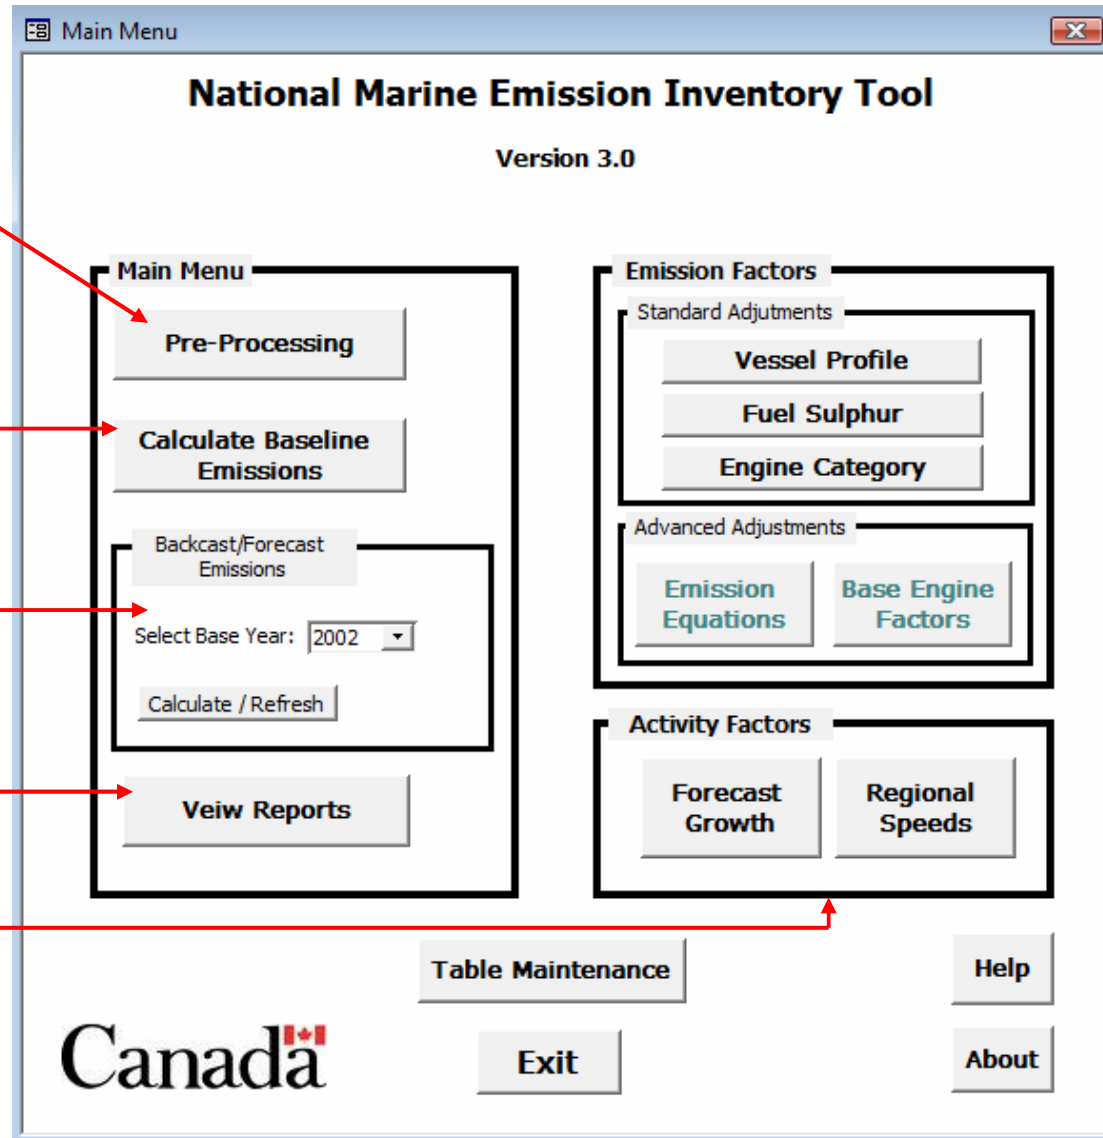 Main Menu
National Marine Emission Inventory Tool
Version 3.0
Main Menu
Pre-Processing
Calculate Baseline
Emissions
Backcast/Forecast
Emissions
Select Base Year: 2002
Calculate / Refresh
Veiw Reports
Emission Factors
Standard Adjutments
Vessel Profile
Fuel Sulphur
Engine Category
Advanced Adjustments
Emission
Equations
Base Engine
Factors
Activity Factors
Forecast
Growth
Regional
Speeds
Table Maintenance
Help
Canada
Exit
About